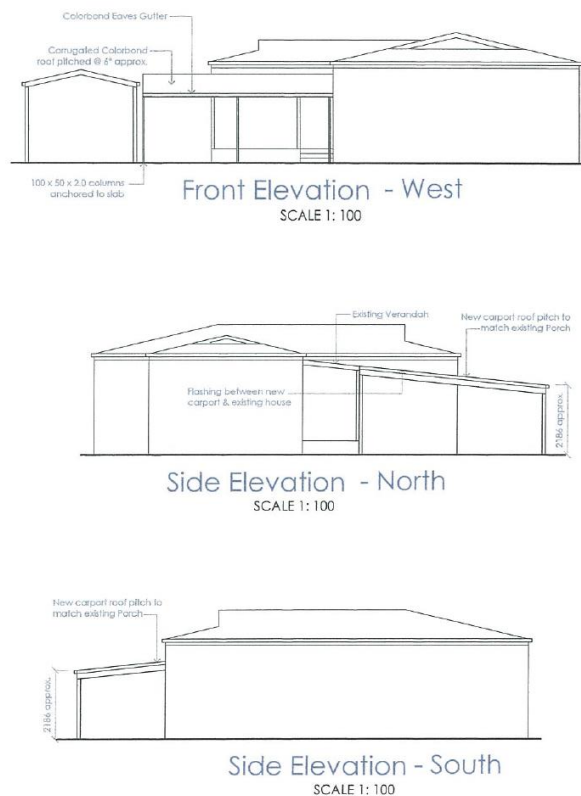 Colorbond Eaves Gutter
Corrugated Colorbond
roof pitched @ 6° approx.
100 x 50 x 2.0 columns
anchored to slab
Front Elevation - West
SCALE 1: 100
Existing Verandah
New carport roof pitch to
match existing Porch
Flashing between new
carport & existing house
2186 approx.
Side Elevation - North
SCALE 1: 100
New carport roof pitch to
match existing Porch
2186 approx.
Side Elevation - South
SCALE 1: 100